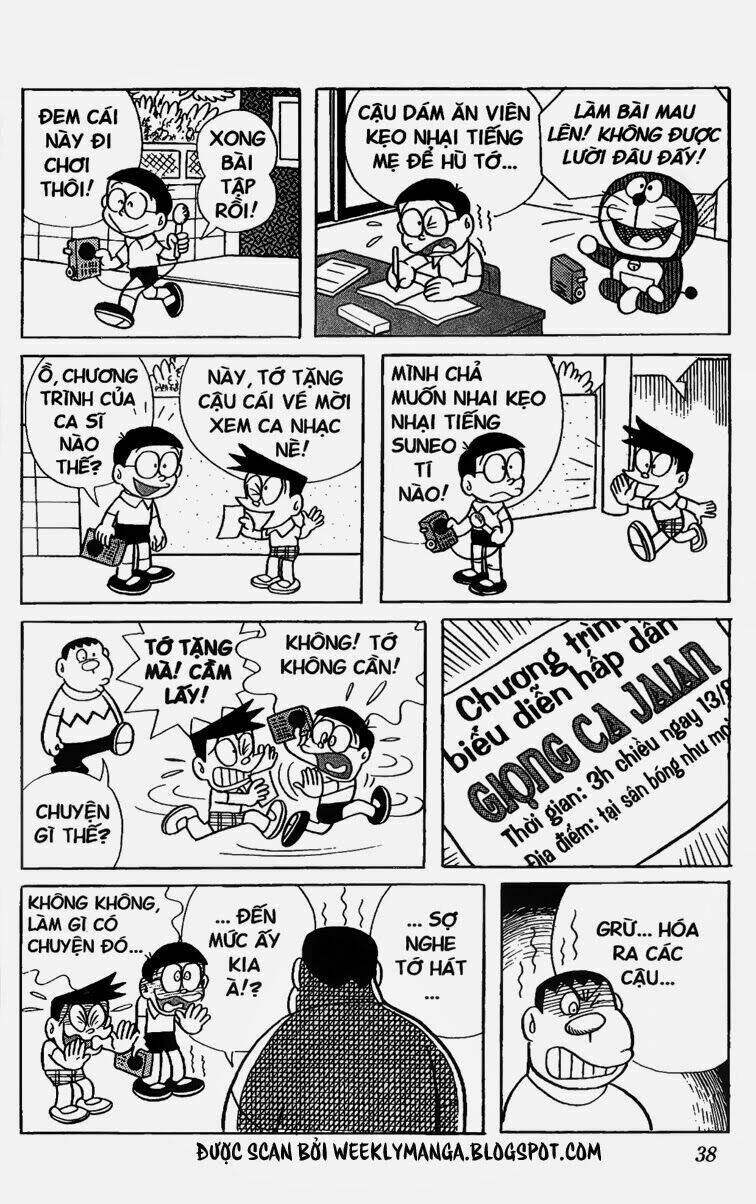 LÀM BÀI MAU
LÊN! KHÔNG ĐƯỢC
LƯỜI ĐÂU ĐẤY!
CẬU DÁM ĂN VIÊN
KẸO NHẠI TIẾNG
MẸ ĐỂ HÙ TỚ...
XONG
BÀI
TẬP
RỒI!
ĐEM CÁI
NÀY ĐI
CHƠI
THÔI!
MÌNH CHẢ
MUỐN NHAI KẸO
NHẠI TIẾNG
SUNEO
TÍ
NÀO!
NÀY, TỚ TẶNG
CẬU CÁI VÉ MỜI
XEM CA NHẠC
NÈ!
Ồ, CHƯƠNG
TRÌNH CỦA
CA SĨ
NÀO
THẾ?
Chương trình
biểu diễn hấp dẫn
GIỌNG CA JAIAN
Thời gian: 3h chiều ngay 13/8
Địa điểm: tại sân bóng như mọi
KHÔNG! TỚ
KHÔNG CẦN!
TỚ TẶNG
MÀ! CẦM
LẤY!
CHUYỆN
GÌ THẾ?
GRỪ... HÓA
RA CÁC
CẬU...
... SỢ
NGHE
TỚ HÁT
...
... ĐẾN
MỨC ẤY
KIA
À!?
KHÔNG KHÔNG,
LÀM GÌ CÓ
CHUYỆN ĐÓ...
ĐƯỢC SCAN BỞI WEEKLYMANGA.BLOGSPOT.COM
38